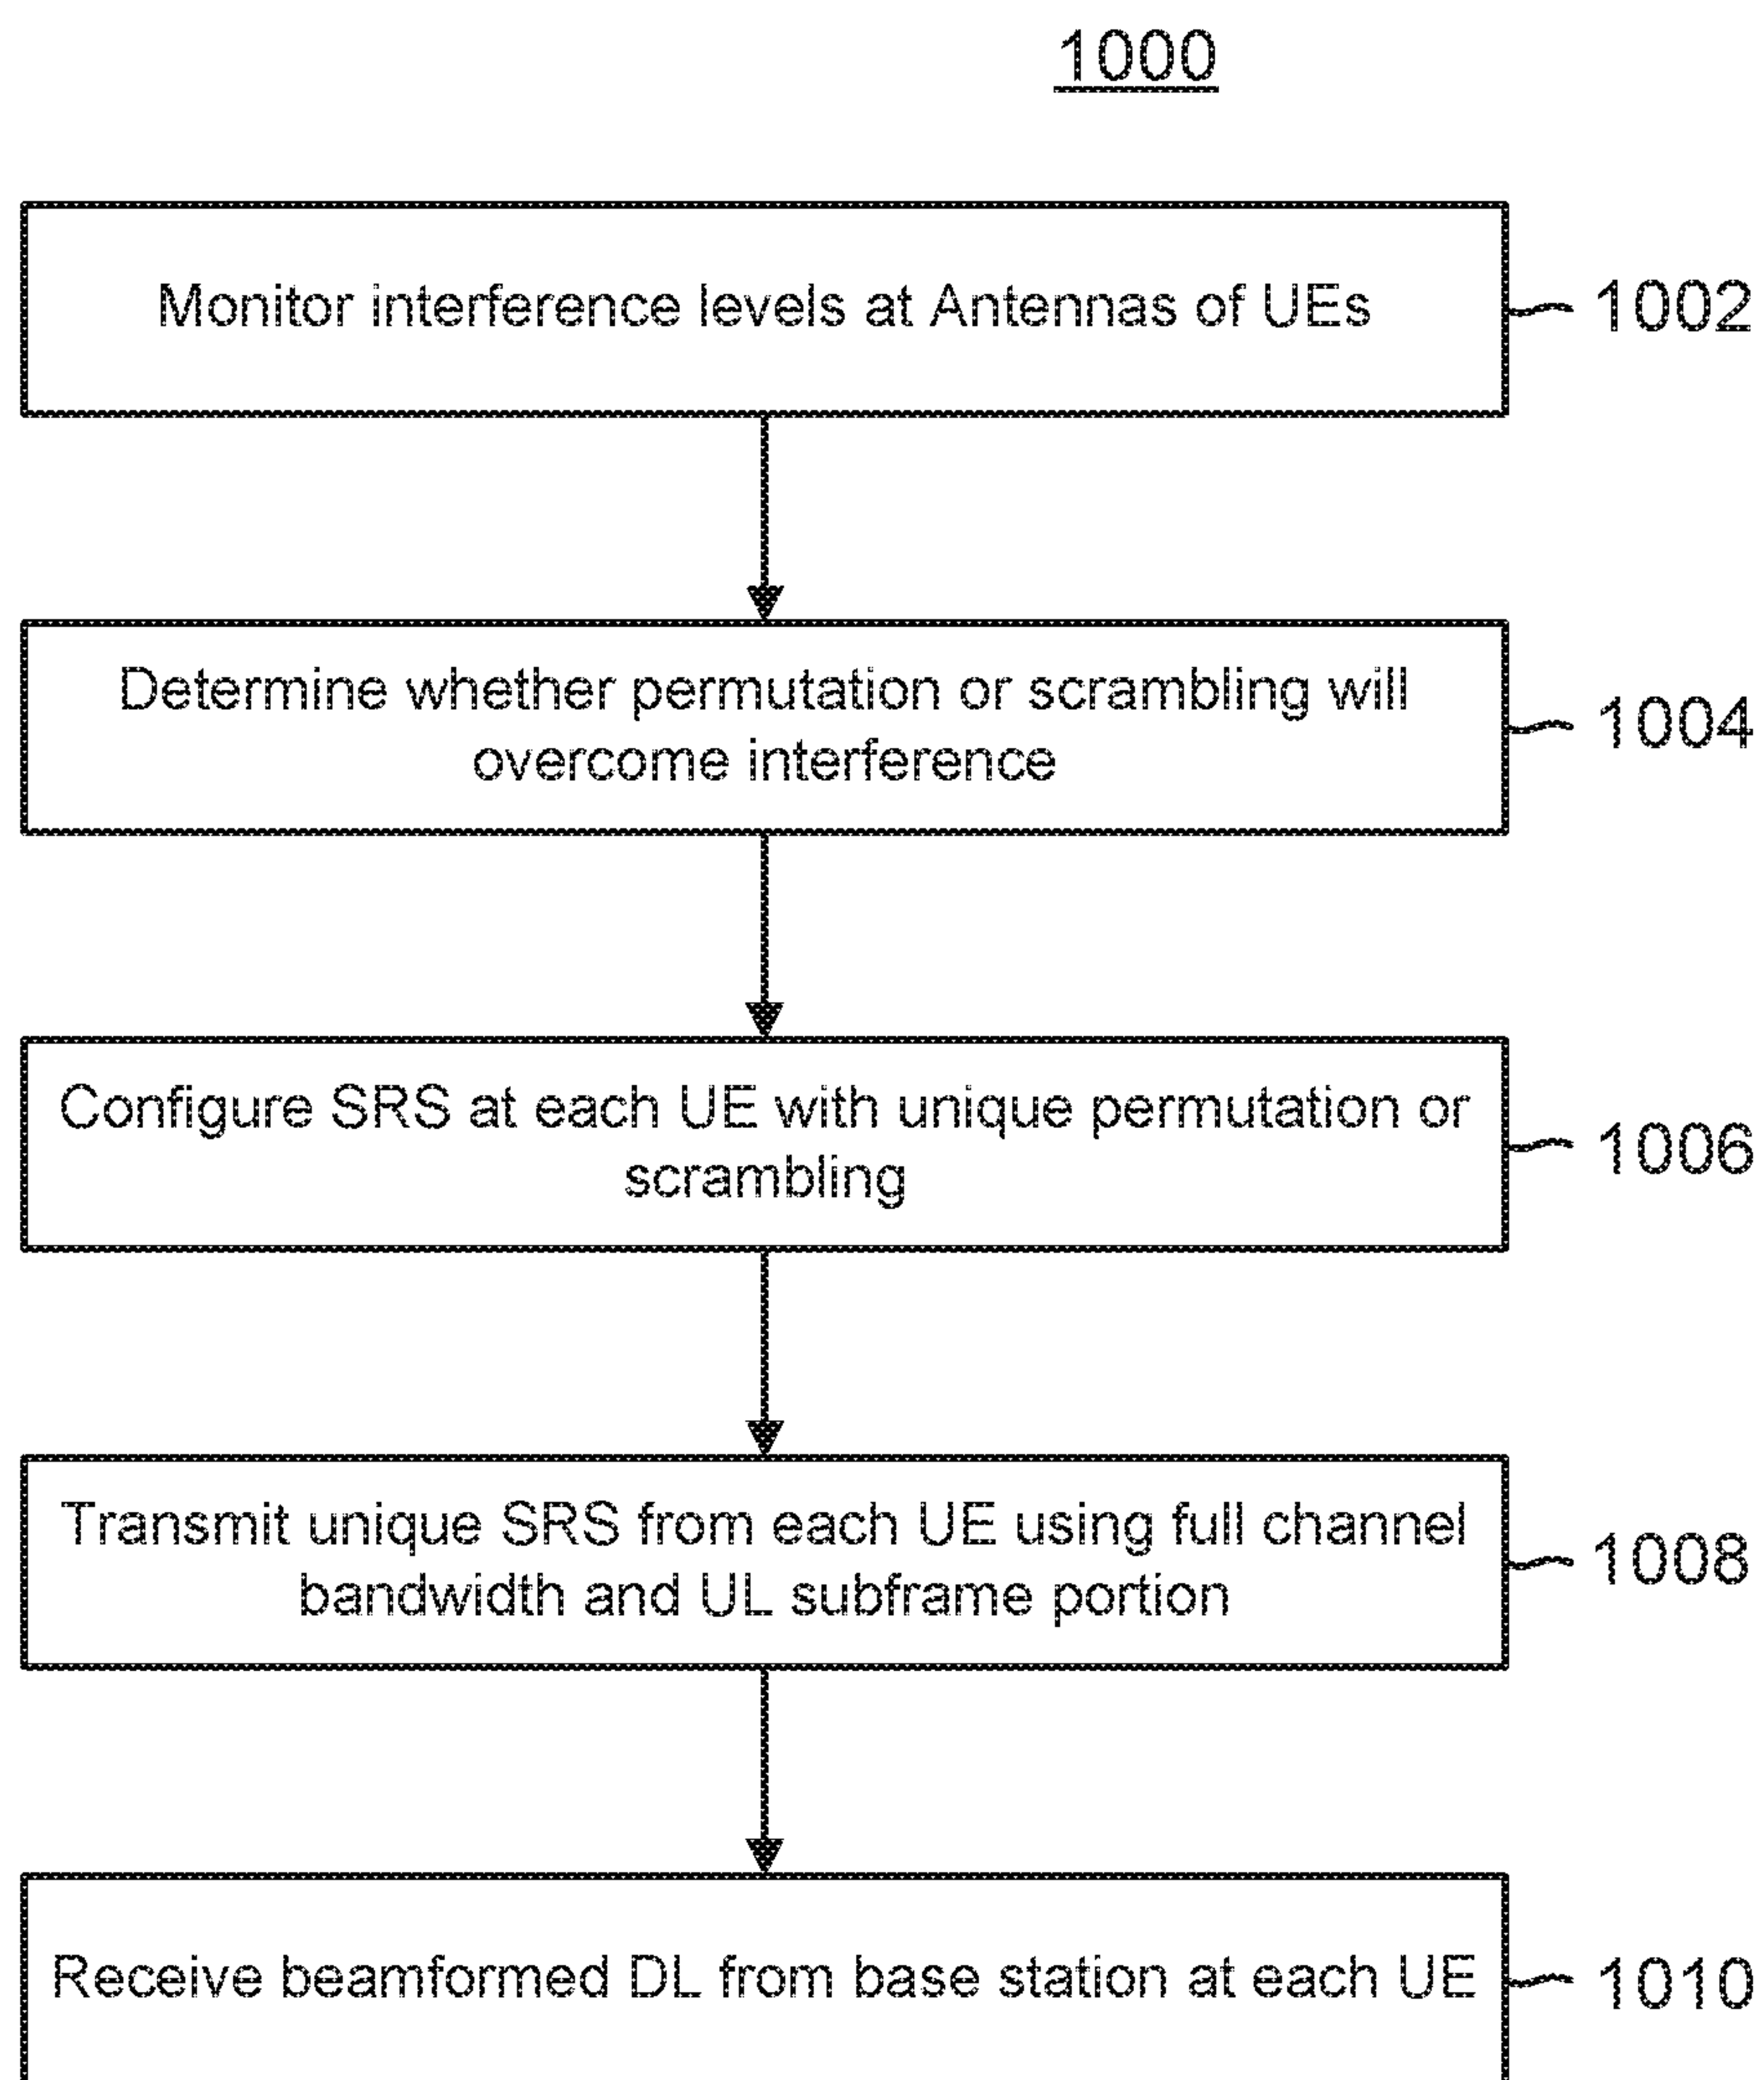 1000
Monitor interference levels at Antennas of UEs
1002
Determine whether permutation or scrambling will
overcome interference
1004
Configure SRS at each UE with unique permutation or
scrambling
1006
Transmit unique SRS from each UE using full channel
bandwidth and UL subframe portion
1008
Receive beamformed DL from base station at each UE
1010